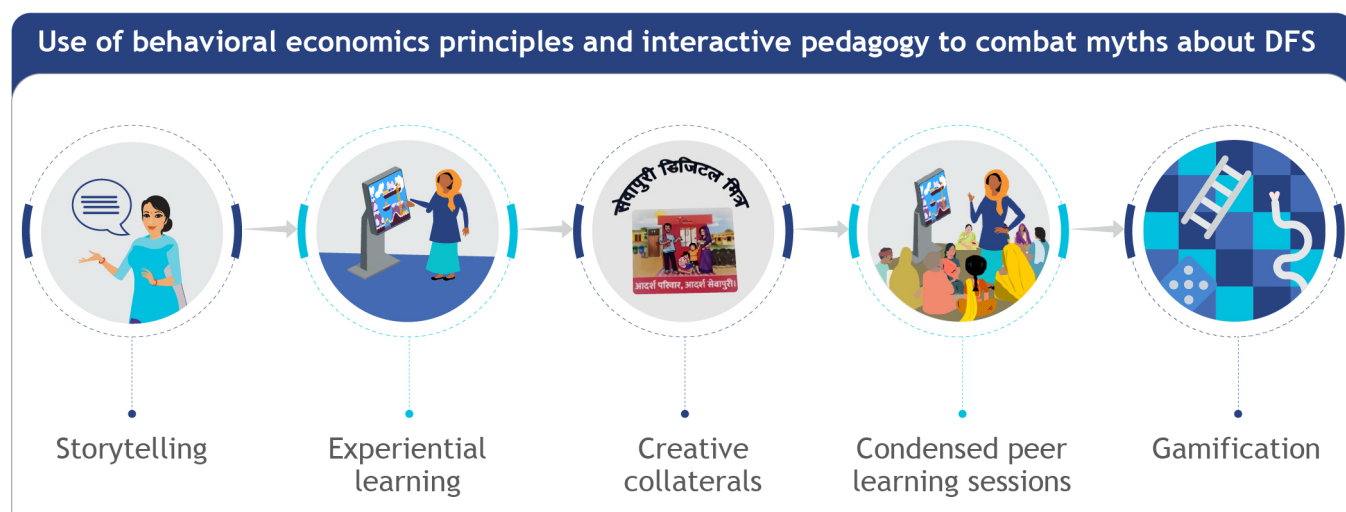 Use of behavioral economics principles and interactive pedagogy to combat myths about DFS
सेवापुरी डिजिटल मित्र
आदर्श परिवार, आदर्श सेवापुरी।
Storytelling
Experiential
learning
Creative
collaterals
Condensed peer
learning sessions
Gamification